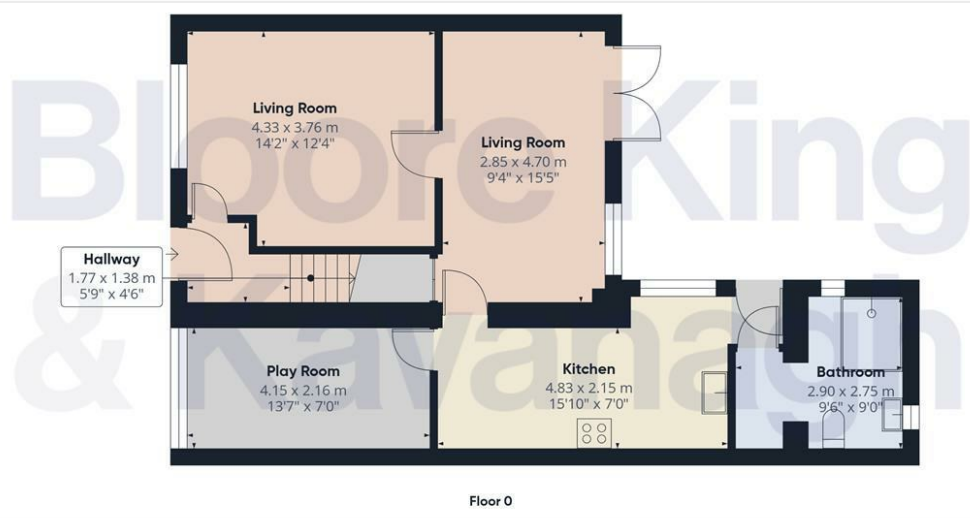 Bloore King
& Kavanagh
Living Room
4.33 x 3.76 m
14'2" x 12'4"
Living Room
2.85 x 4.70 m
9'4" x 15'5"
Hallway
1.77 x 1.38 m
5'9" x 4'6"
Play Room
4.15 x 2.16 m
13'7" x 7'0"
Kitchen
4.83 x 2.15 m
15'10" x 7'0"
Bathroom
2.90 x 2.75 m
9'6" x 9'0"
Floor 0